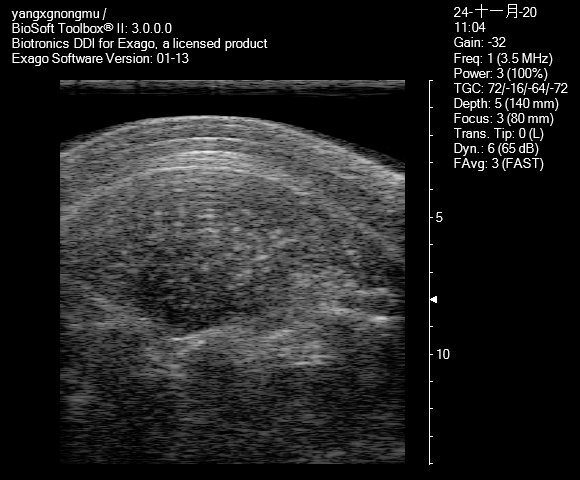 yangxgnongmu /
BioSoft Toolbox® II: 3.0.0.0
Biotronics DDI for Exago, a licensed product
Exago Software Version: 01-13
24-十一月-20
11:04
Gain: -32
Freq: 1 (3.5 MHz)
Power: 3 (100%)
TGC: 72/-16/-64/-72
Depth: 5 (140 mm)
Focus: 3 (80 mm)
Trans. Tip: 0 (L)
Dyn.: 6 (65 dB)
FAvg: 3 (FAST)
5
10